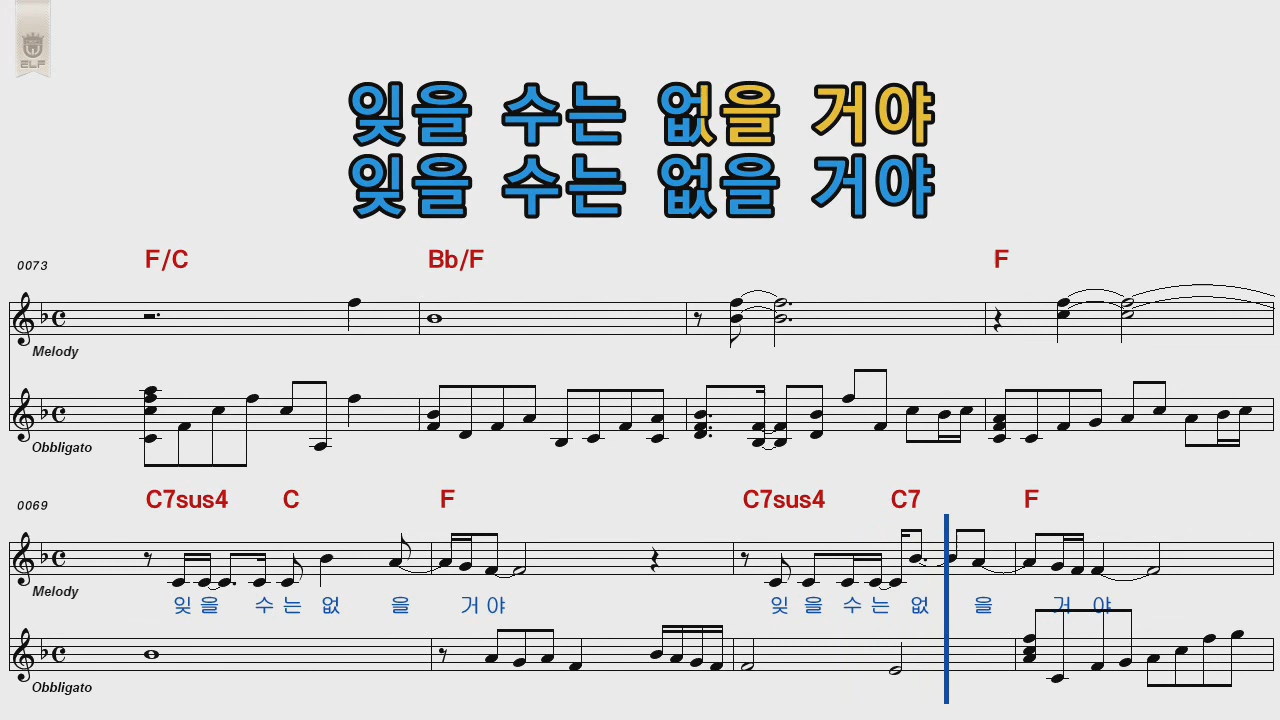 ELF
잊을 수는 없을 거야
잊을 수는 없을 거야
0073 F/C Bb/F F
Melody
Obbligato
0069 C7sus4 C F C7sus4 C7 F
Melody
잊 을 수 는 없 을 거 야 잊 을 수 는 없 을 거 야
Obbligato